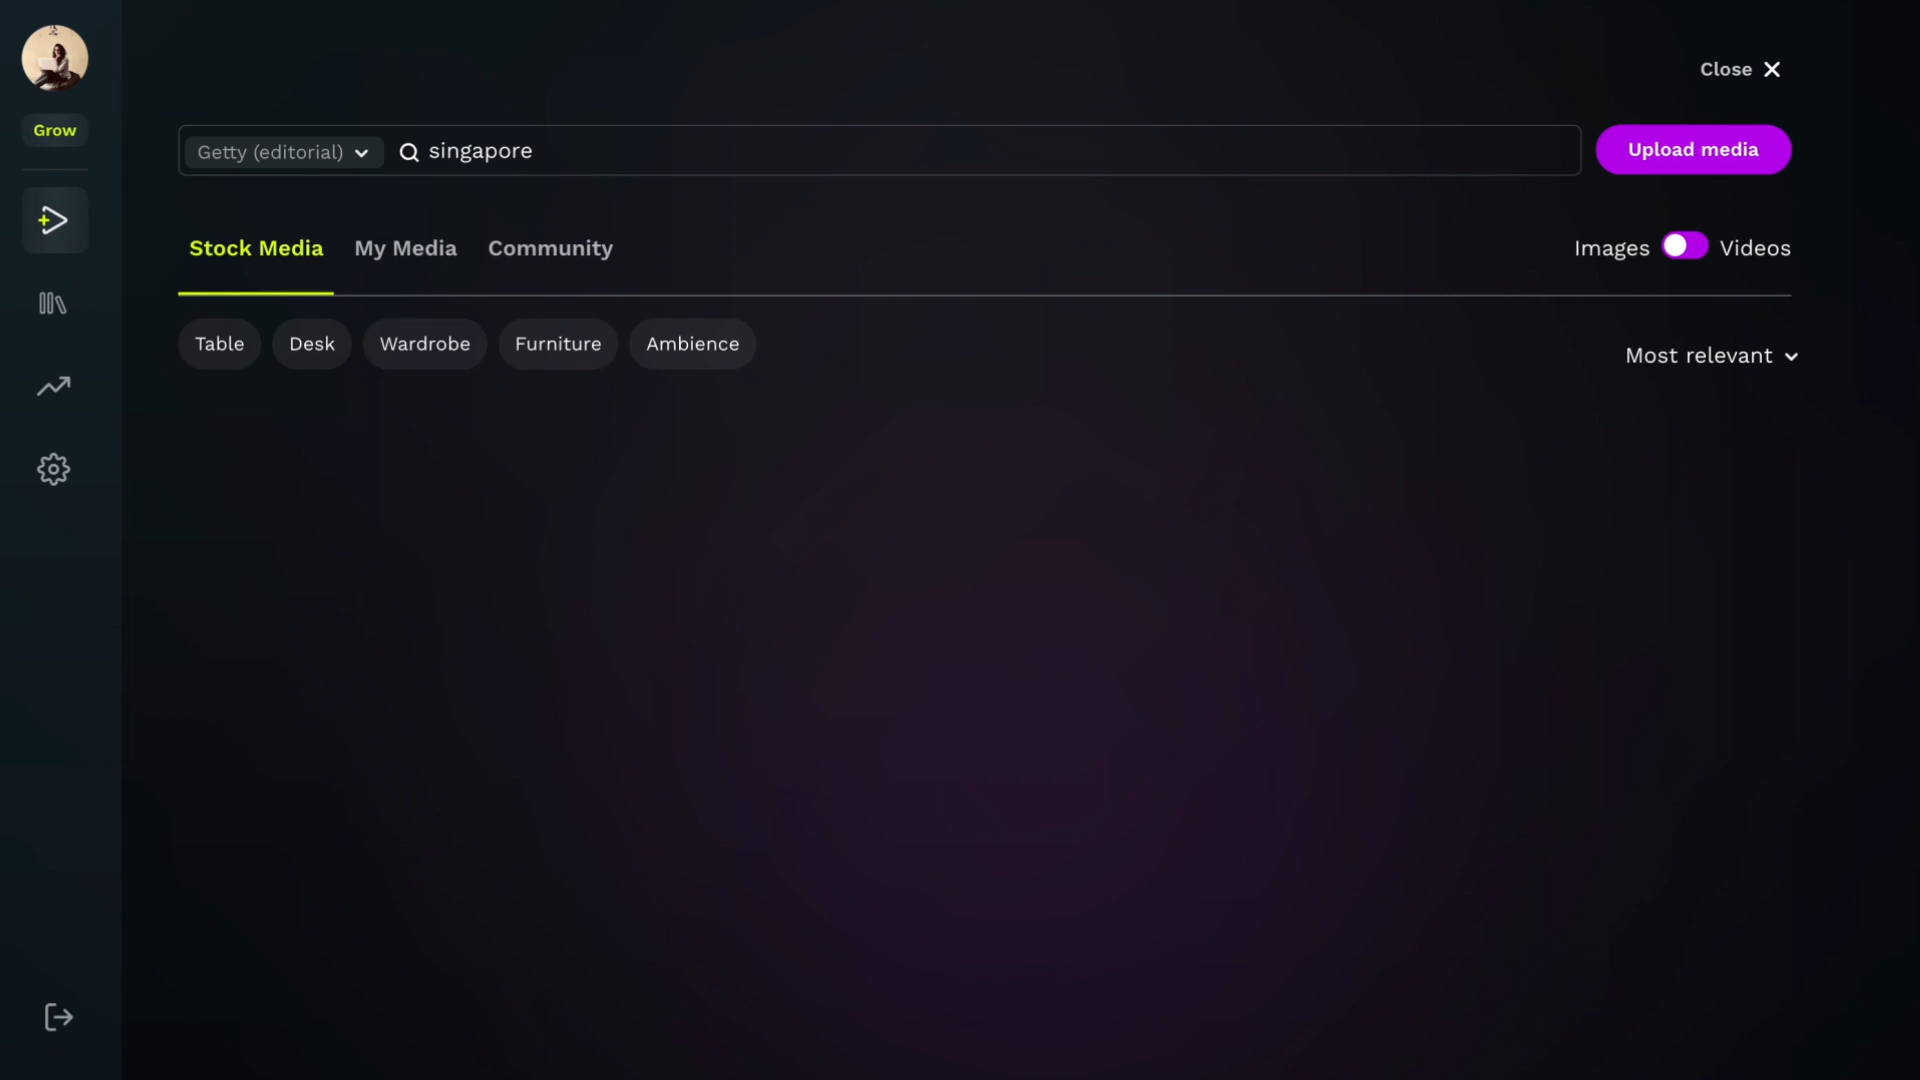 Close
Grow
Getty (editorial) singapore Upload media
Stock Media My Media Community Images Videos
Table Desk Wardrobe Furniture Ambience
Most relevant